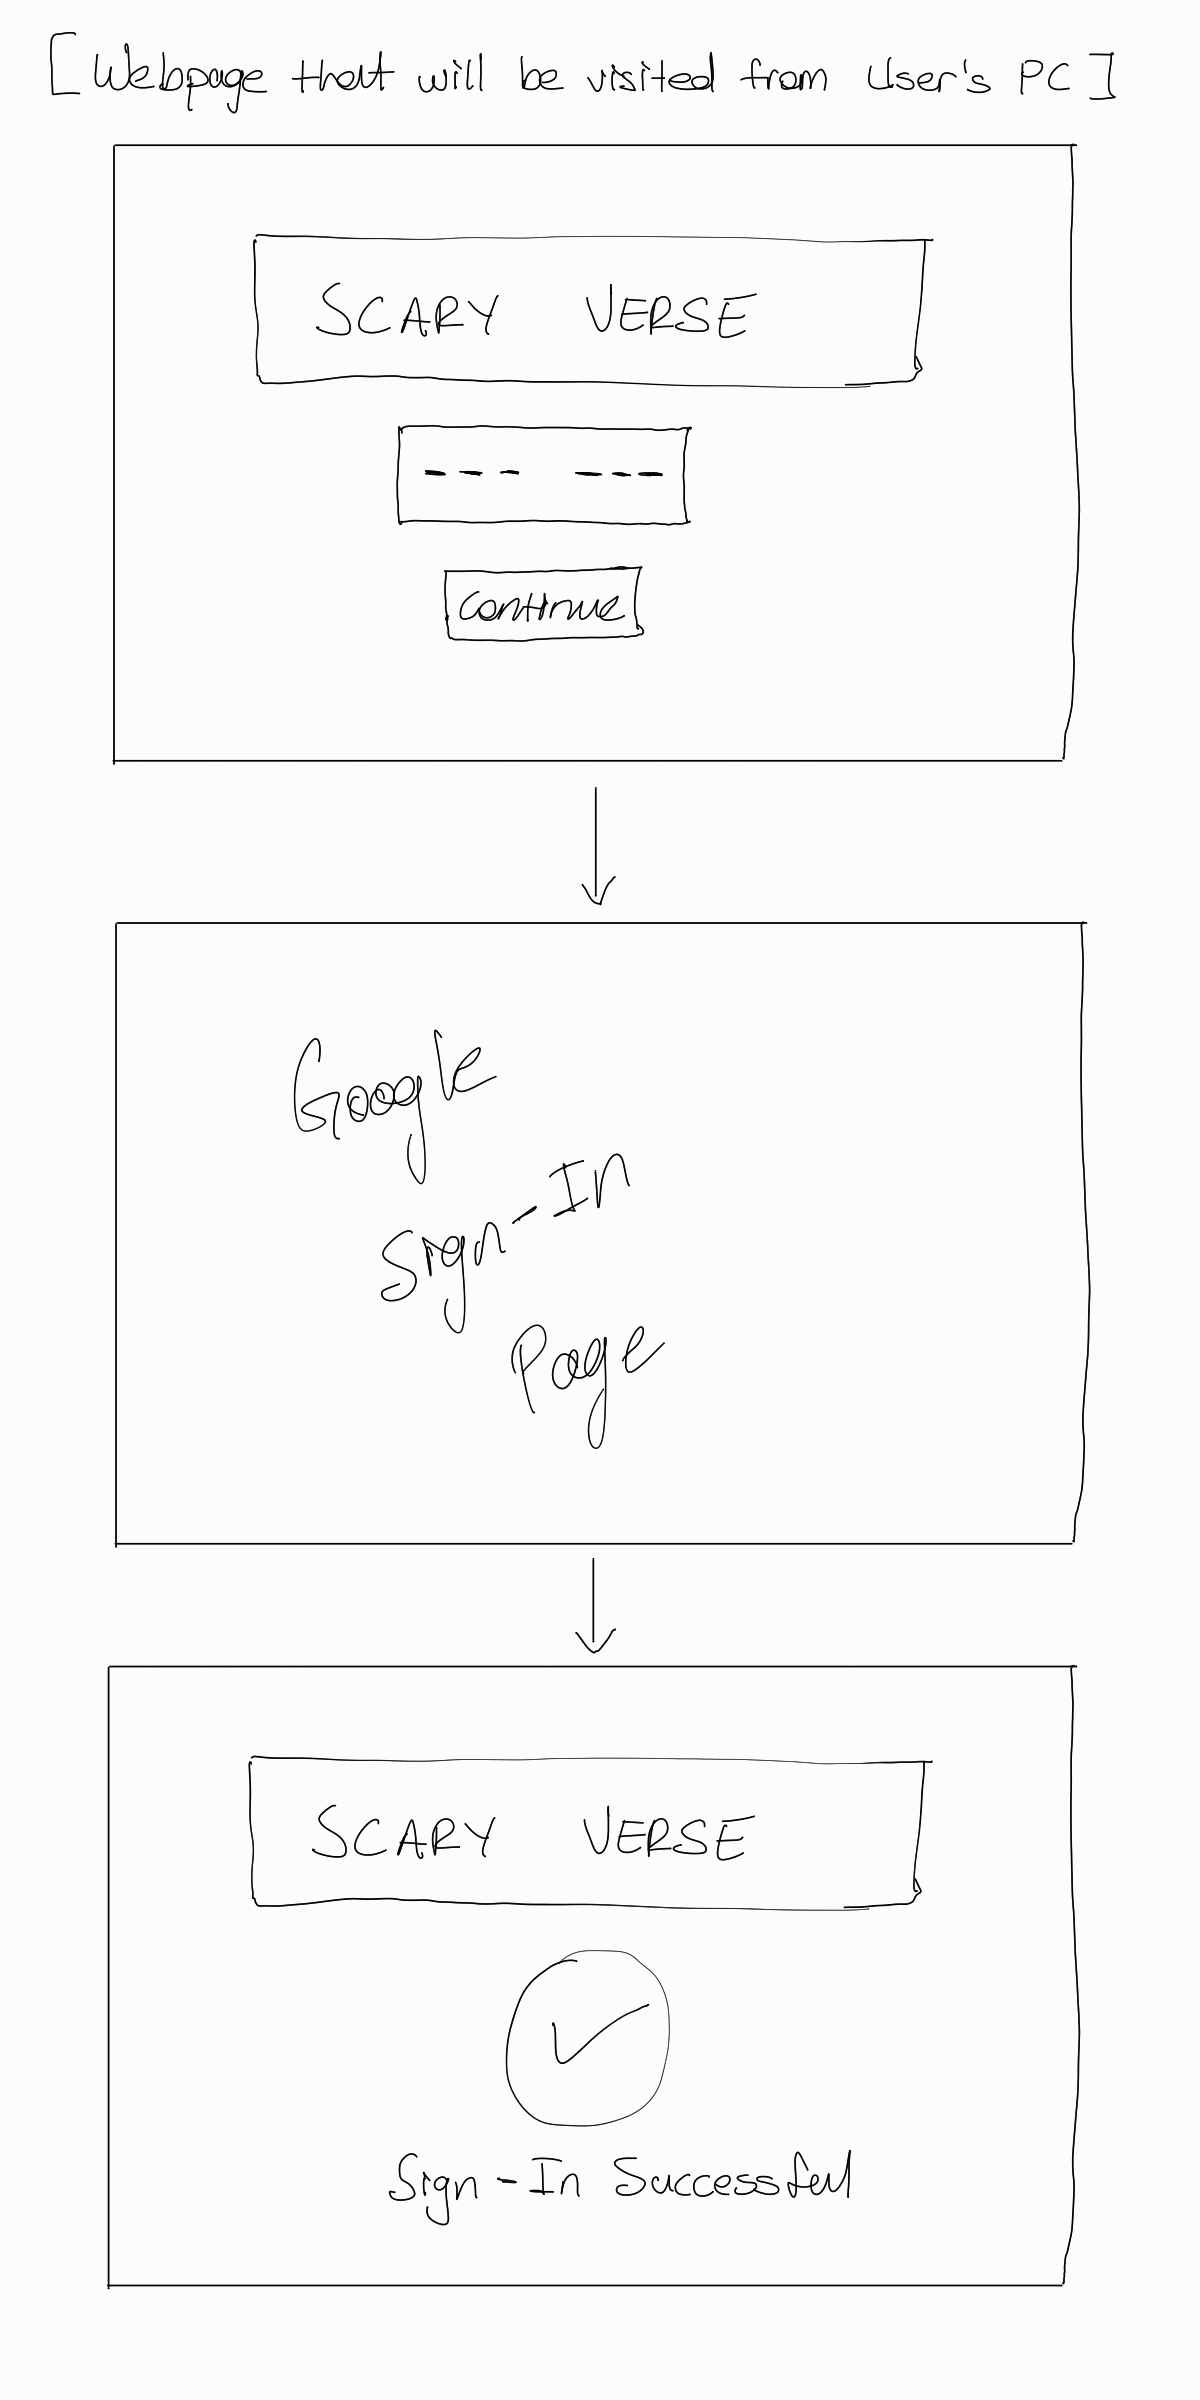 [Webpage that will be visited from User's PC]
SCARY VERSE
--- ---
Continue
Google
Sign-In
Page
SCARY VERSE
Sign-In Successful